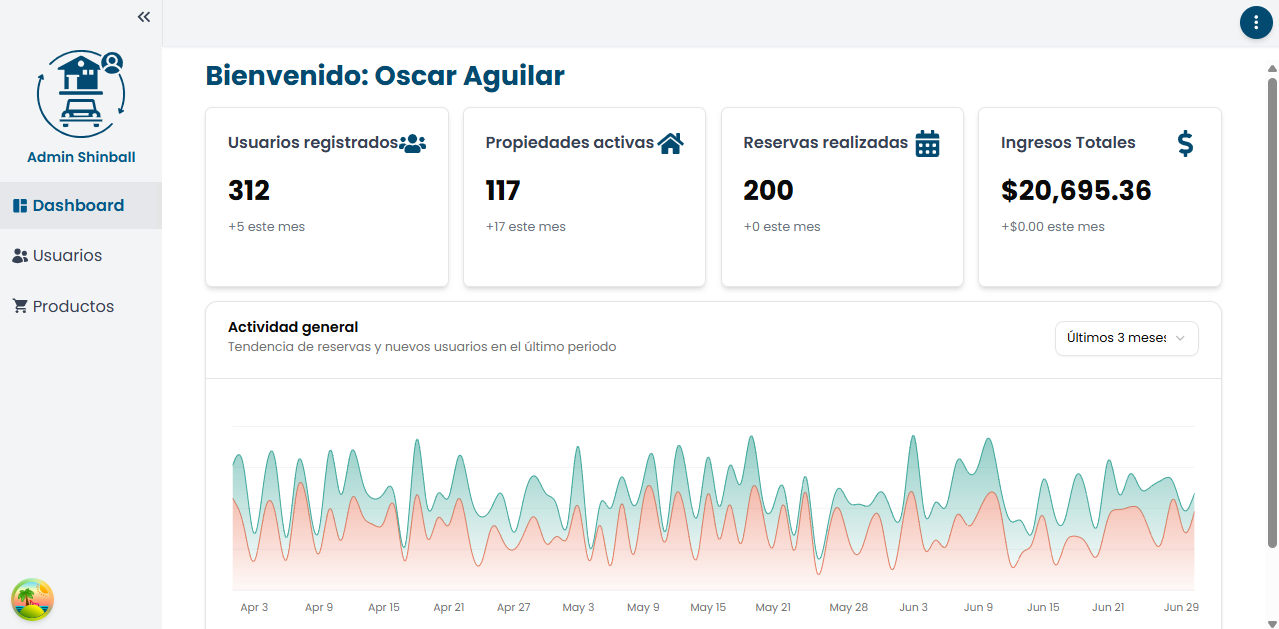 Admin Shinball
Dashboard
Usuarios
Productos
Bienvenido: Oscar Aguilar
Usuarios registrados
312
+5 este mes
Propiedades activas
117
+17 este mes
Reservas realizadas
200
+0 este mes
Ingresos Totales
$20,695.36
+$0.00 este mes
Actividad general
Tendencia de reservas y nuevos usuarios en el último periodo
Últimos 3 meses
Apr 3 Apr 9 Apr 15 Apr 21 Apr 27 May 3 May 9 May 15 May 21 May 28 Jun 3 Jun 9 Jun 15 Jun 21 Jun 29